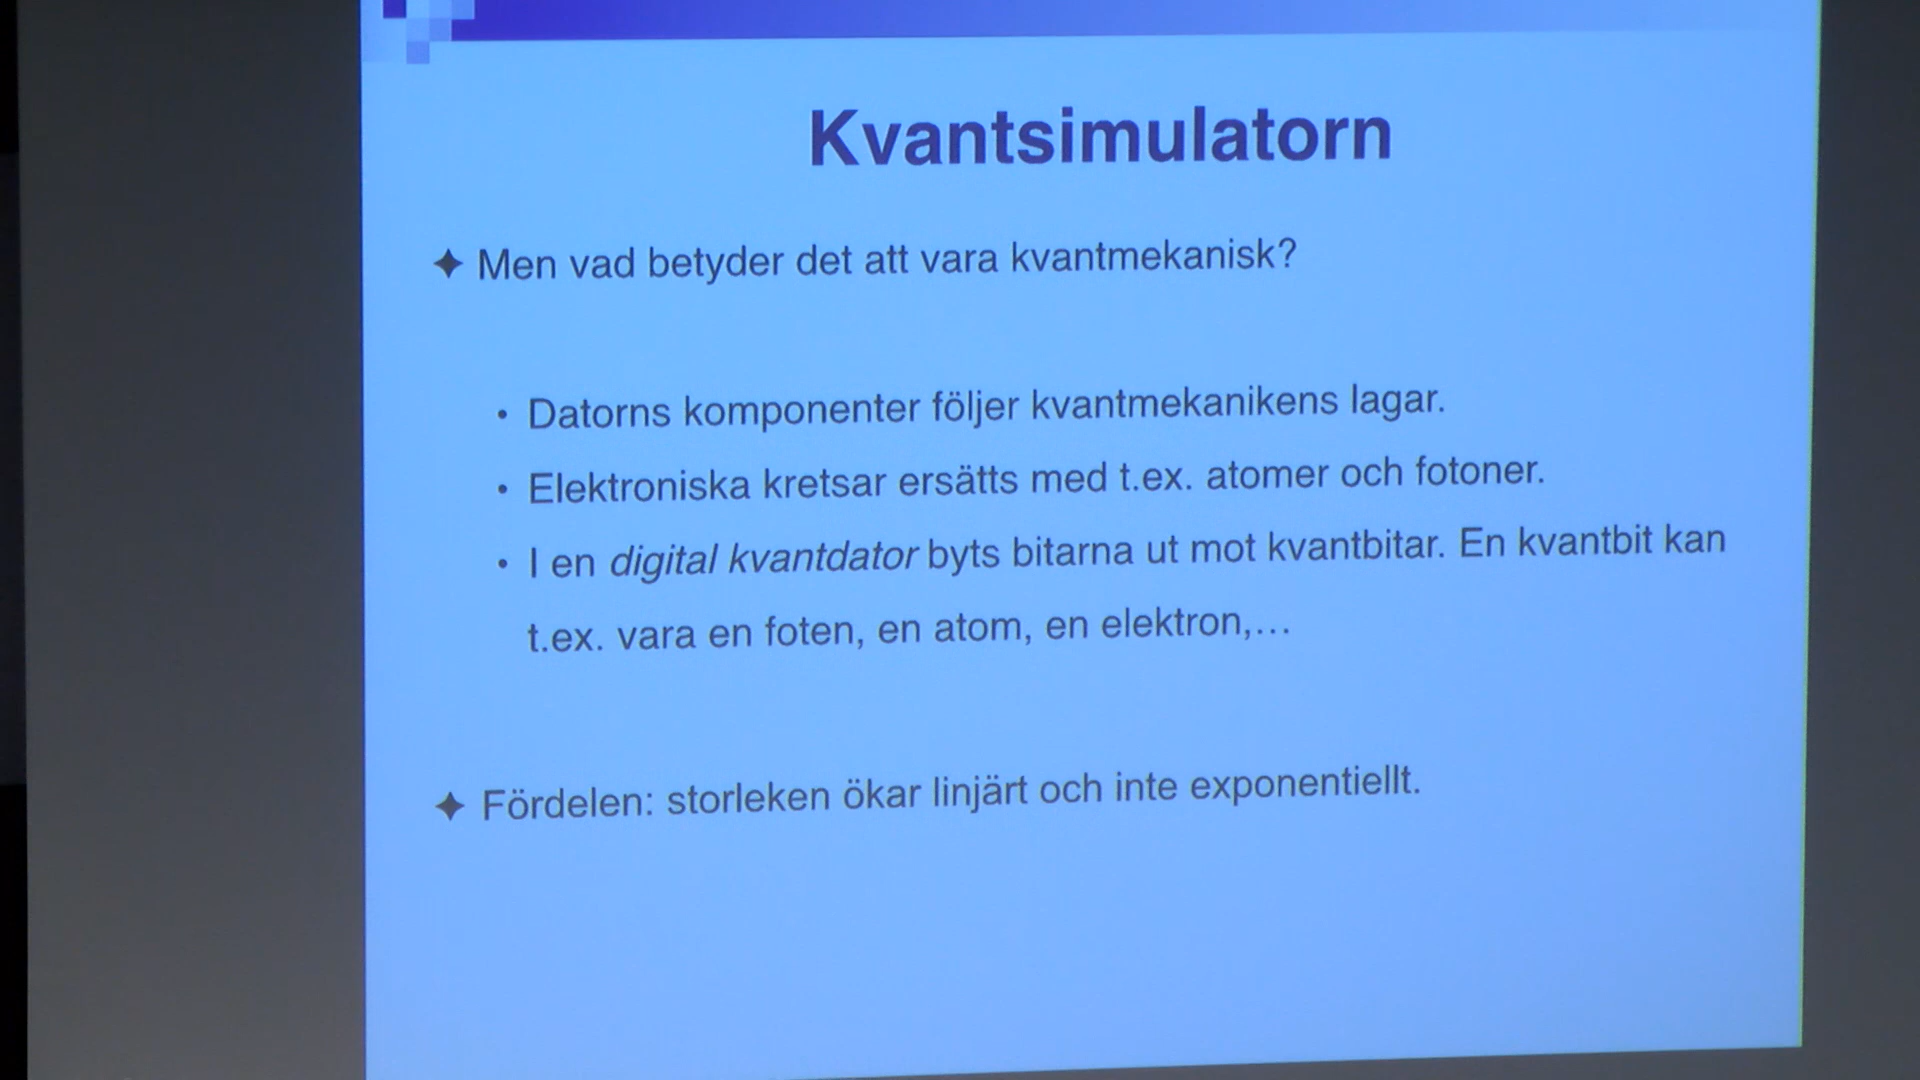 Kvantsimulatorn
✦ Men vad betyder det att vara kvantmekanisk?
• Datorns komponenter följer kvantmekanikens lagar.
• Elektroniska kretsar ersätts med t.ex. atomer och fotoner.
• I en digital kvantdator byts bitarna ut mot kvantbitar. En kvantbit kan
t.ex. vara en foten, en atom, en elektron,…
✦ Fördelen: storleken ökar linjärt och inte exponentiellt.